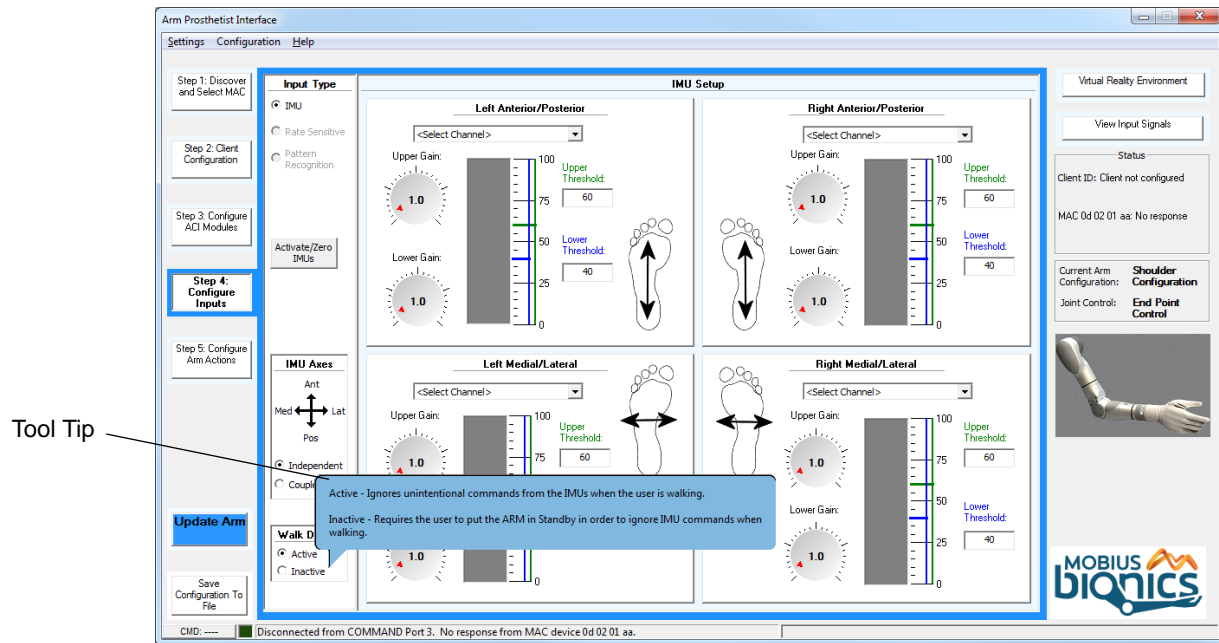 Arm Prosthetist Interface
Settings Configuration Help
Step 1: Discover
and Select MAC
Step 2: Client
Configuration
Step 3: Configure
ACI Modules
Step 4:
Configure
Inputs
Step 5: Configure
Arm Actions
Tool Tip
Update Arm
Save
Configuration To
File
Input Type
IMU
Rate Sensitive
Pattern
Recognition
Activate/Zero
IMUs
IMU Axes
Ant
Med Lat
Pos
Independent
Walk
Active
Inactive
IMU Setup
Left Anterior/Posterior
<Select Channel>
Upper Gain:
1.0
Lower Gain:
1.0
100
75
50
25
0
Upper
Threshold:
60
Lower
Threshold:
40
Right Anterior/Posterior
<Select Channel>
Upper Gain:
1.0
Lower Gain:
1.0
100
75
50
25
0
Upper
Threshold:
60
Lower
Threshold:
40
Left Medial/Lateral
<Select Channel>
Upper Gain:
1.0
1.0
100
75
0
Upper
Threshold:
60
Right Medial/Lateral
<Select Channel>
Upper Gain:
1.0
Lower Gain:
1.0
100
75
50
25
0
Upper
Threshold:
60
Lower
Threshold:
40
Active - Ignores unintentional commands from the IMUs when the user is walking.
Inactive - Requires the user to put the ARM in Standby in order to ignore IMU commands when
walking.
Virtual Reality Environment
View Input Signals
Status
Client ID: Client not configured
MAC 0d 02 01 aa: No response
Current Arm
Configuration:
Shoulder
Configuration
Joint Control:
End Point
Control
MOBIUS
bionics
CMD: ----
Disconnected from COMMAND Port 3. No response from MAC device 0d 02 01 aa.